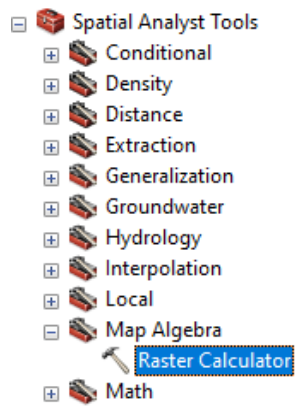 Spatial Analyst Tools
Conditional
Density
Distance
Extraction
Generalization
Groundwater
Hydrology
Interpolation
Local
Map Algebra
Raster Calculator
Math